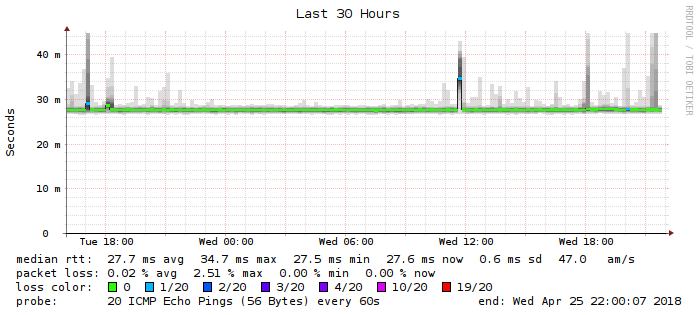 Last 30 Hours
RRDTOOL / TOBI OETIKER
Seconds
40 m
30 m
20 m
10 m
0
Tue 18:00 Wed 00:00 Wed 06:00 Wed 12:00 Wed 18:00
median rtt: 27.7 ms avg 34.7 ms max 27.5 ms min 27.6 ms now 0.6 ms sd 47.0 am/s
packet loss: 0.02 % avg 2.51 % max 0.00 % min 0.00 % now
loss color: 0 1/20 2/20 3/20 4/20 10/20 19/20
probe: 20 ICMP Echo Pings (56 Bytes) every 60s end: Wed Apr 25 22:00:07 2018